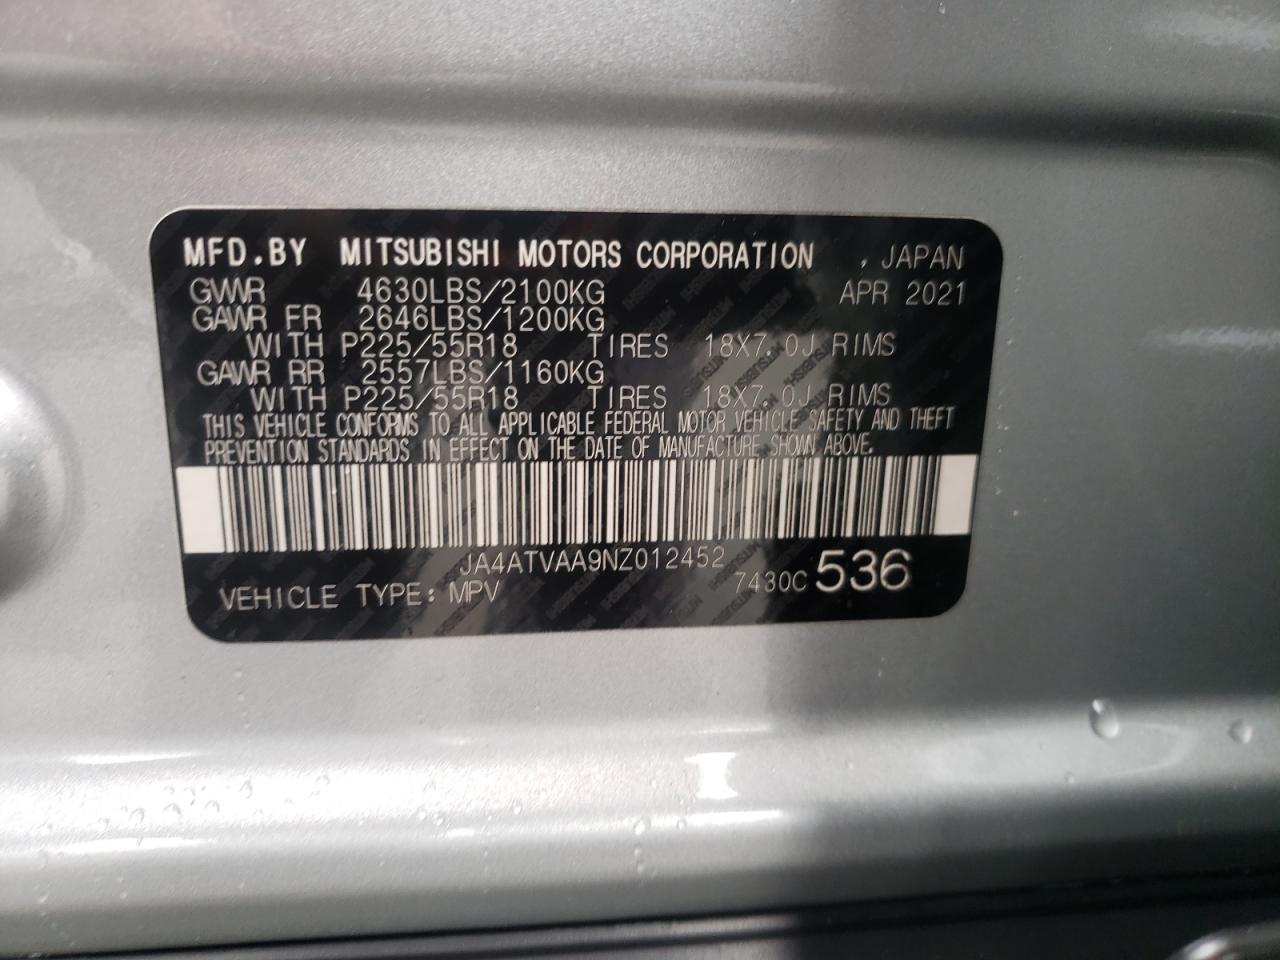 MFD.BY MITSUBISHI MOTORS CORPORATION , JAPAN
GVWR 4630LBS/2100KG APR 2021
GAWR FR 2646LBS/1200KG
WITH P225/55R18 TIRES 18X7.0J RIMS
GAWR RR 2557LBS/1160KG
WITH P225/55R18 TIRES 18X7.0J RIMS
THIS VEHICLE CONFORMS TO ALL APPLICABLE FEDERAL MOTOR VEHICLE SAFETY AND THEFT
PREVENTION STANDARDS IN EFFECT ON THE DATE OF MANUFACTURE SHOWN ABOVE.
JA4ATVAA9NZ012452
VEHICLE TYPE: MPV 7430C 536